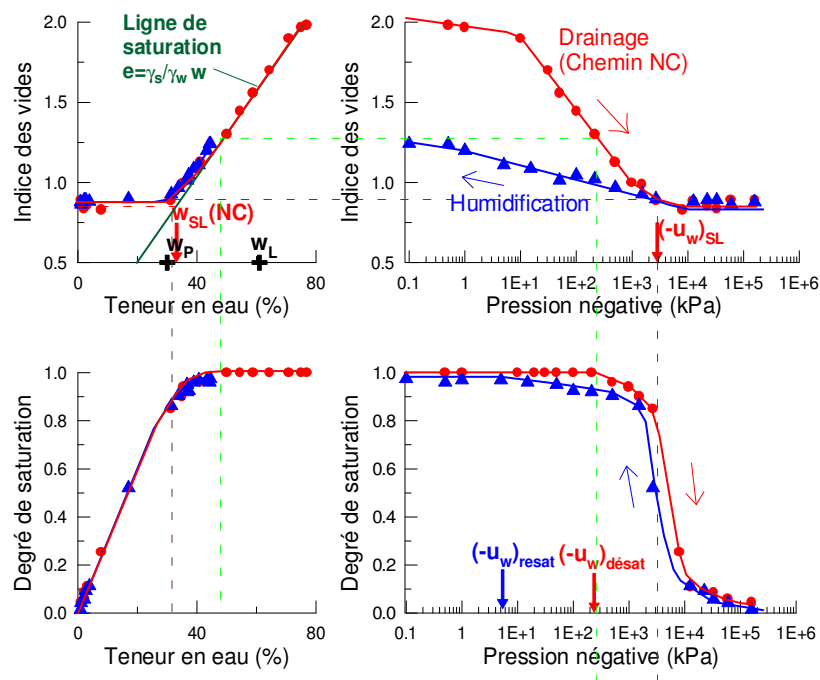 Indice des vides
2.0
1.5
1.0
0.5
Ligne de
saturation
e=γs/γw w
wSL(NC)
wP
wL
0
40
80
Teneur en eau (%)
Indice des vides
2.0
1.5
1.0
0.5
Drainage
(Chemin NC)
Humidification
(-uw)SL
0.1
1
1E+1
1E+2
1E+3
1E+4
1E+5
1E+6
Pression négative (kPa)
Degré de saturation
1.0
0.8
0.6
0.4
0.2
0.0
0
40
80
Teneur en eau (%)
Degré de saturation
1.0
0.8
0.6
0.4
0.2
0.0
(-uw)resat
(-uw)désat
0.1
1
1E+1
1E+2
1E+3
1E+4
1E+5
1E+6
Pression négative (kPa)